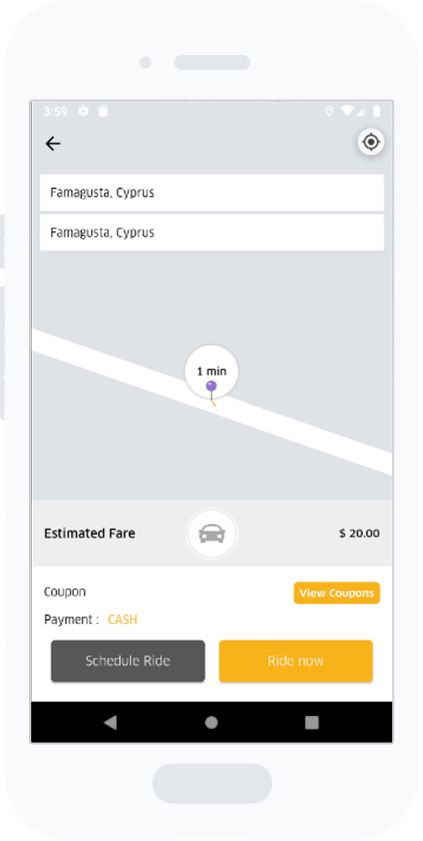 3:59
Famagusta, Cyprus
Famagusta, Cyprus
1 min
Estimated Fare $ 20.00
Coupon View Coupons
Payment : CASH
Schedule Ride Ride now